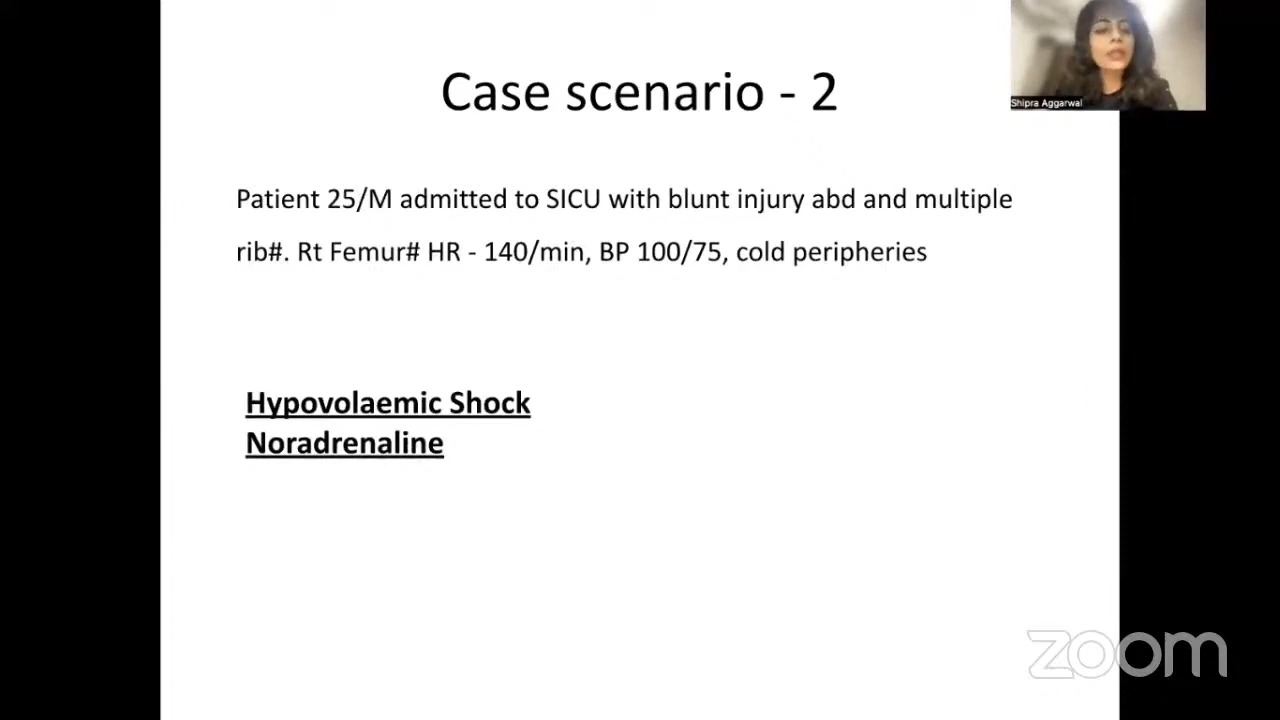 Case scenario - 2
Shipra Aggarwal
Patient 25/M admitted to SICU with blunt injury abd and multiple
rib#. Rt Femur# HR - 140/min, BP 100/75, cold peripheries
Hypovolaemic Shock
Noradrenaline
zoom